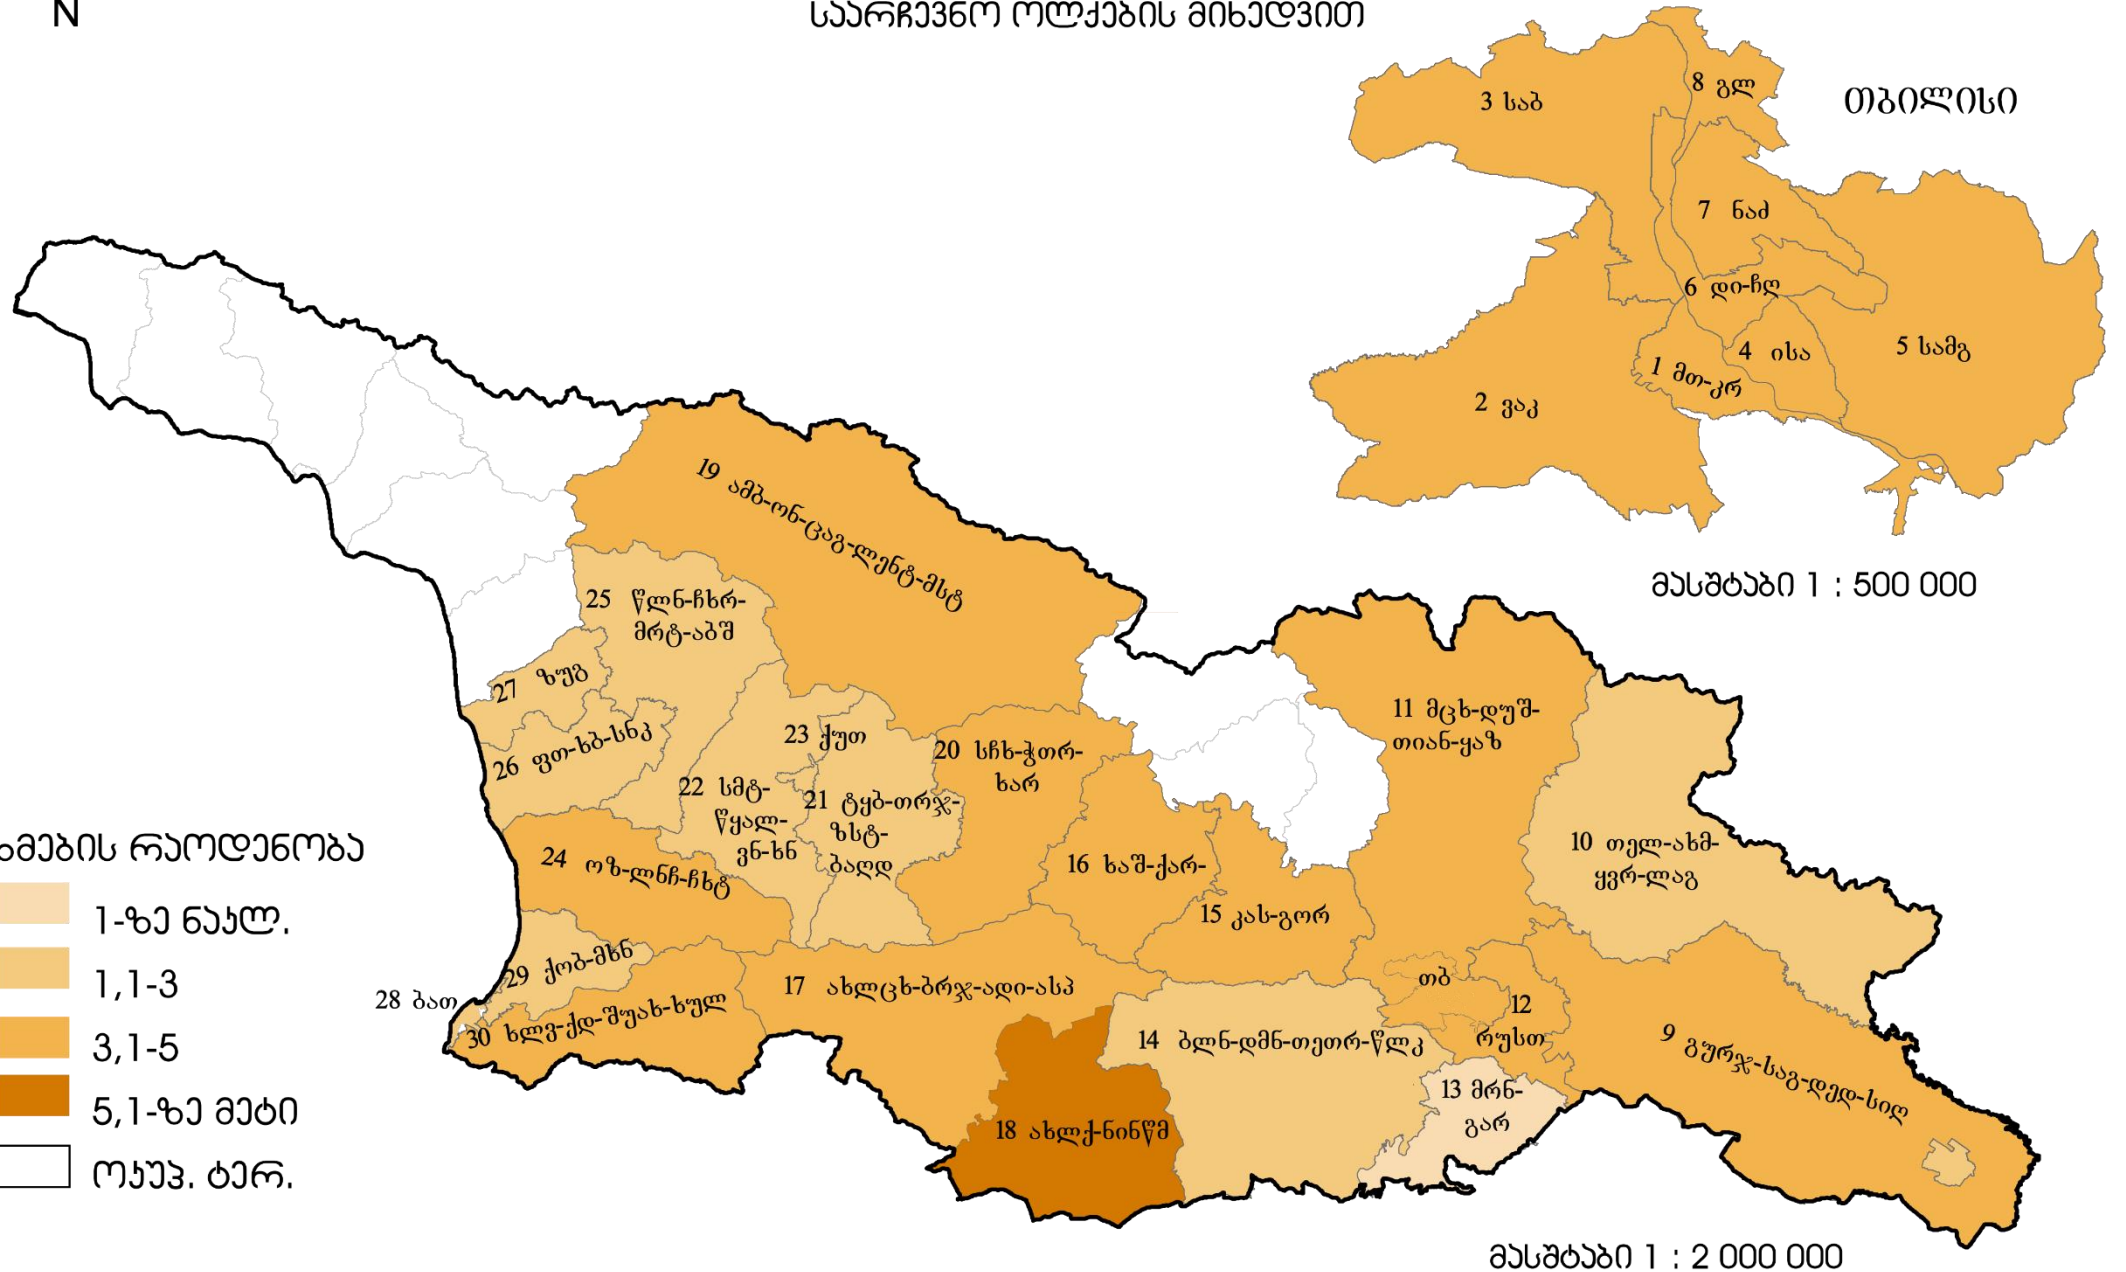 N
საარჩევნო ოლქების მიხედვით
3 საბ
8 გლ
თბილისი
7 ნაძ
6 დი-ჩღ
4 ისა
5 სამგ
1 მთ-კრ
2 ვაკ
მასშტაბი 1 : 500 000
19 ამბ-ონ-ცაგ-ლენტ-მსტ
25 წლნ-ჩხრ-
მრტ-აბშ
27 ზუგ
26 ფთ-ხბ-სნკ
23 ქუთ
22 სმტ-
წყალ-
ვნ-ხნ
21 ტყბ-თრჯ-
ზსტ-
ბაღდ
20 სჩხ-ჭთრ-
ხარ
11 მცხ-დუშ-
თიან-ყაზ
10 თელ-ახმ-
ყვრ-ლაგ
24 ოზ-ლნჩ-ჩხტ
16 ხაშ-ქარ-
15 კას-გორ
29 ქობ-მხნ
28 ბათ
30 ხლვ-ქდ-შუახ-ხულ
17 ახლცხ-ბრჯ-ადი-ასპ
თბ
12
რუსთ
14 ბლნ-დმნ-თეთრ-წლკ
9 გურჯ-საგ-დედ-სიღ
13 მრნ-
გარ
18 ახლქ-ნინწმ
ხმების რაოდენობა
1-ზე ნაკლ.
1,1-3
3,1-5
5,1-ზე მეტი
ოკუპ. ტერ.
მასშტაბი 1 : 2 000 000